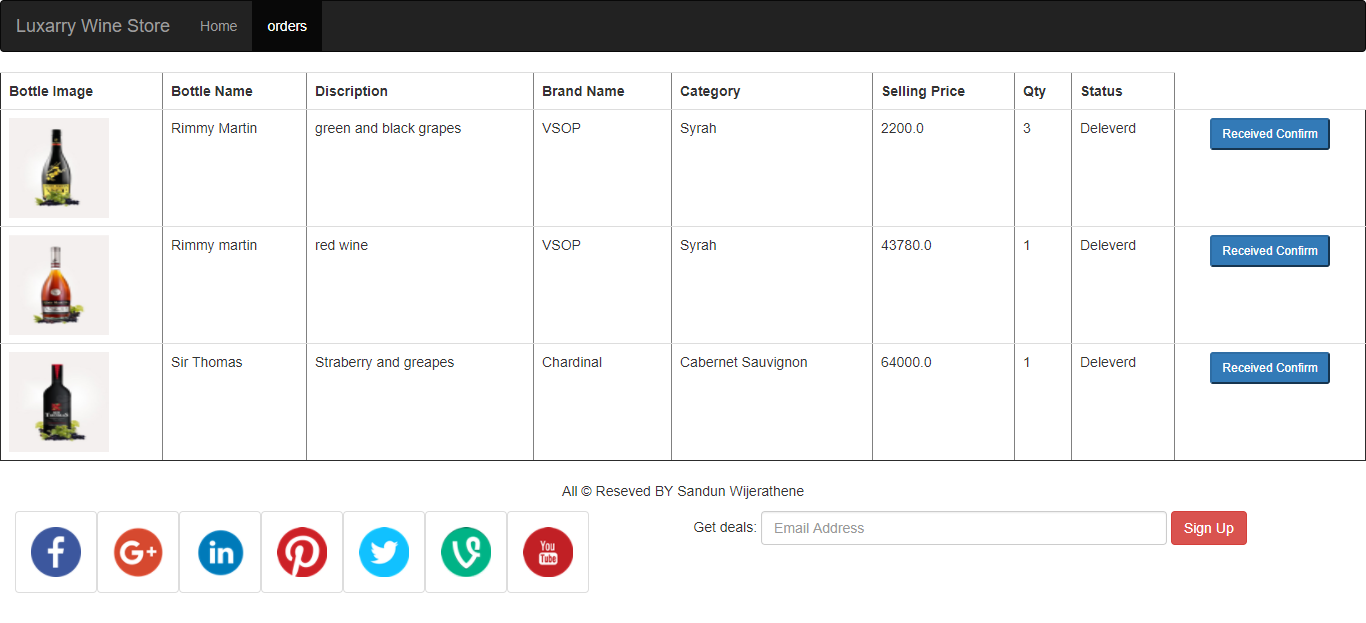 Luxarry Wine Store Home orders
Bottle Image Bottle Name Discription Brand Name Category Selling Price Qty Status
Rimmy Martin green and black grapes VSOP Syrah 2200.0 3 Deleverd Received Confirm
Rimmy martin red wine VSOP Syrah 43780.0 1 Deleverd Received Confirm
Sir Thomas Straberry and greapes Chardinal Cabernet Sauvignon 64000.0 1 Deleverd Received Confirm
All © Reseved BY Sandun Wijerathene
Get deals: Email Address Sign Up
f G+ in You
Tube